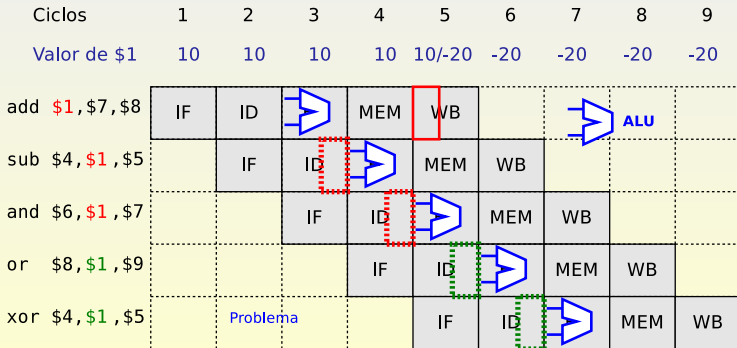 Ciclos 1 2 3 4 5 6 7 8 9
Valor de $1 10 10 10 10 10/-20 -20 -20 -20 -20
add $1,$7,$8 IF ID MEM WB ALU
sub $4,$1,$5 IF ID MEM WB
and $6,$1,$7 IF ID MEM WB
or $8,$1,$9 IF ID MEM WB
xor $4,$1,$5 Problema IF ID MEM WB